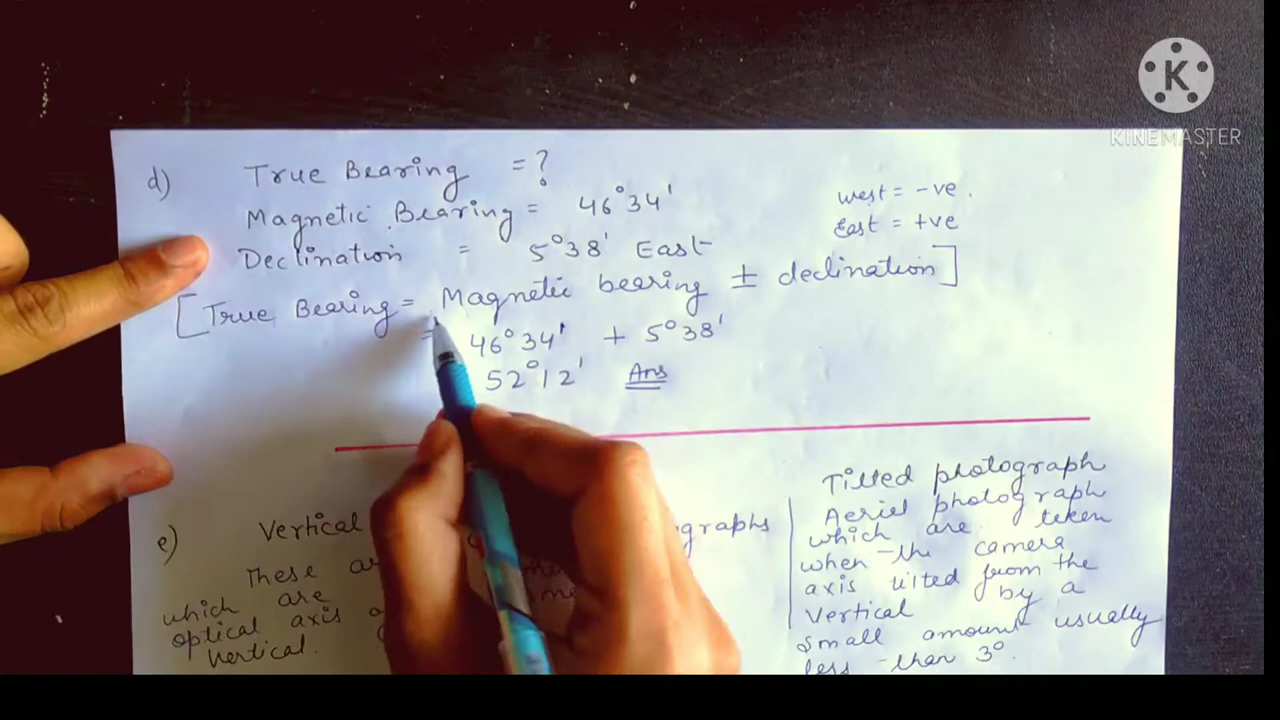 K
KINEMASTER
d) True Bearing = ?
Magnetic Bearing = 46°34'
Declination = 5°38' East
west = -ve.
East = +ve
[True Bearing = Magnetic bearing ± declination]
= 46°34' + 5°38'
52°12' Ans
e) Vertical graphs
These
which are
optical axis
vertical.
Tilted photograph
Aeriel photograph
which are taken
when the camera
axis tilted from the
vertical by a
small amount usually
less than 3°.